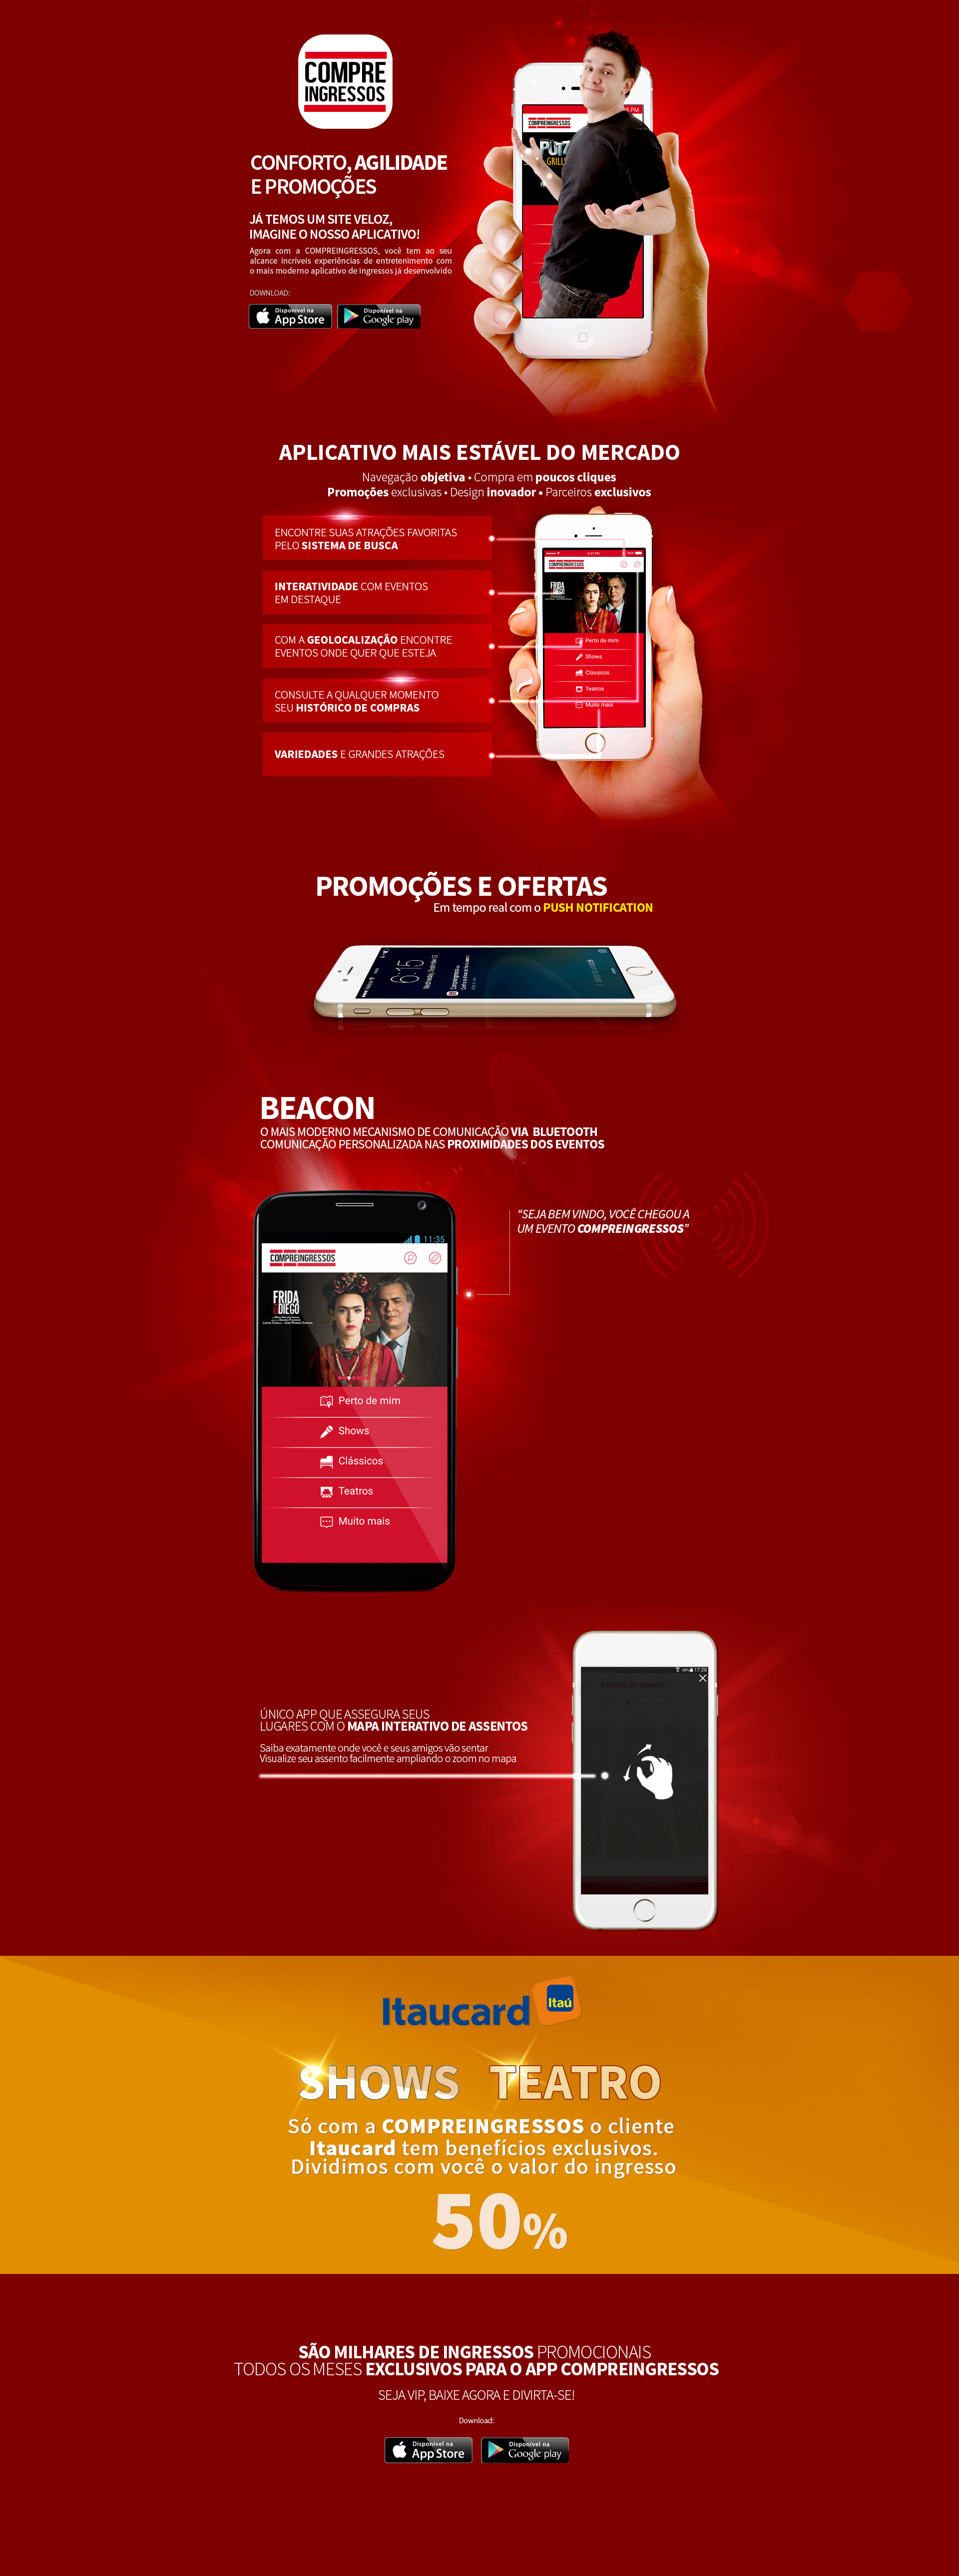 COMPRE
INGRESSOS
CONFORTO, AGILIDADE
E PROMOÇÕES
JÁ TEMOS UM SITE VELOZ,
IMAGINE O NOSSO APLICATIVO!
Agora com a COMPREINGRESSOS, você tem ao seu
alcance incríveis experiências de entretenimento com
o mais moderno aplicativo de ingressos já desenvolvido
DOWNLOAD:
Disponível na
App Store
Disponível na
Google play
PM
COMPREINGRESSOS
GRILL
APLICATIVO MAIS ESTÁVEL DO MERCADO
Navegação objetiva • Compra em poucos cliques
Promoções exclusivas • Design inovador • Parceiros exclusivos
ENCONTRE SUAS ATRAÇÕES FAVORITAS
PELO SISTEMA DE BUSCA
INTERATIVIDADE COM EVENTOS
EM DESTAQUE
COM A GEOLOCALIZAÇÃO ENCONTRE
EVENTOS ONDE QUER QUE ESTEJA
CONSULTE A QUALQUER MOMENTO
SEU HISTÓRICO DE COMPRAS
VARIEDADES E GRANDES ATRAÇÕES
4:21 PM
COMPREINGRESSOS
FRIDA
DIEGO
Perto de mim
Shows
Clássicos
Teatros
Muito mais
PROMOÇÕES E OFERTAS
Em tempo real com o PUSH NOTIFICATION
6:15
BEACON
O MAIS MODERNO MECANISMO DE COMUNICAÇÃO VIA BLUETOOTH
COMUNICAÇÃO PERSONALIZADA NAS PROXIMIDADES DOS EVENTOS
"SEJA BEM VINDO, VOCÊ CHEGOU A
UM EVENTO COMPREINGRESSOS"
11:35
COMPREINGRESSOS
FRIDA
DIEGO
Perto de mim
Shows
Clássicos
Teatros
Muito mais
17:20
ÚNICO APP QUE ASSEGURA SEUS
LUGARES COM O MAPA INTERATIVO DE ASSENTOS
Saiba exatamente onde você e seus amigos vão sentar
Visualize seu assento facilmente ampliando o zoom no mapa
Itaucard Itaú
SHOWS TEATRO
Só com a COMPREINGRESSOS o cliente
Itaucard tem benefícios exclusivos.
Dividimos com você o valor do ingresso
50%
SÃO MILHARES DE INGRESSOS PROMOCIONAIS
TODOS OS MESES EXCLUSIVOS PARA O APP COMPREINGRESSOS
SEJA VIP, BAIXE AGORA E DIVIRTA-SE!
Download:
Disponível na
App Store
Disponível na
Google play